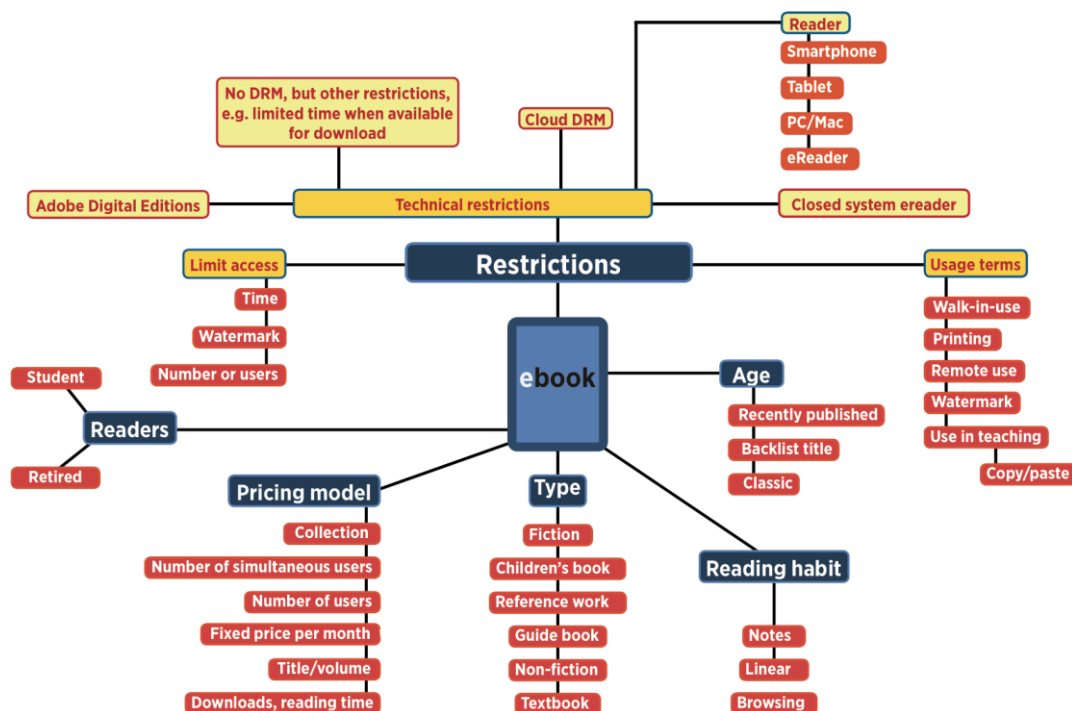 Reader
Smartphone
Tablet
PC/Mac
eReader
No DRM, but other restrictions,
e.g. limited time when available
for download
Cloud DRM
Adobe Digital Editions
Technical restrictions
Closed system ereader
Restrictions
Limit access
Time
Watermark
Number or users
Usage terms
Walk-in-use
Printing
Remote use
Watermark
Use in teaching
Copy/paste
ebook
Age
Recently published
Backlist title
Classic
Student
Readers
Retired
Pricing model
Collection
Number of simultaneous users
Number of users
Fixed price per month
Title/volume
Downloads, reading time
Type
Fiction
Children’s book
Reference work
Guide book
Non-fiction
Textbook
Reading habit
Notes
Linear
Browsing